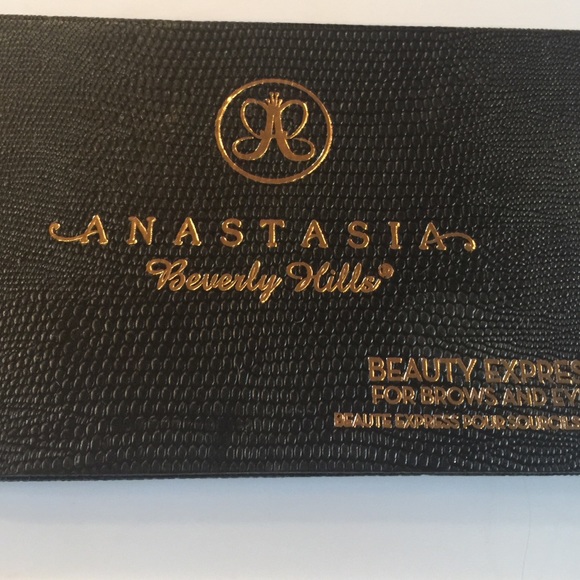 ANASTASIA
Beverly Hills®
BEAUTY EXPRES
FOR BROWS AND EY
BEAUTE EXPRESS POUR SOURCILS